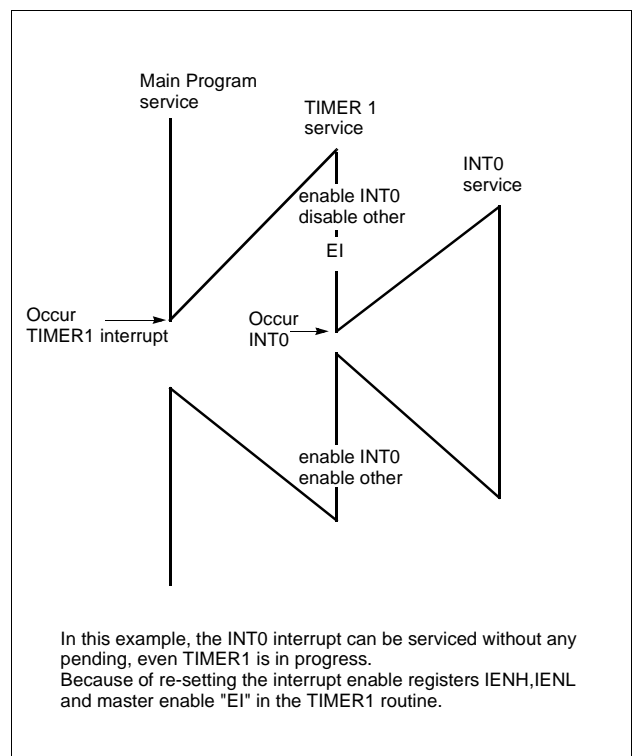 Main Program
service
TIMER 1
service
INT0
service
enable INT0
disable other
EI
Occur
TIMER1 interrupt
Occur
INT0
enable INT0
enable other
In this example, the INT0 interrupt can be serviced without any
pending, even TIMER1 is in progress.
Because of re-setting the interrupt enable registers IENH,IENL
and master enable "EI" in the TIMER1 routine.